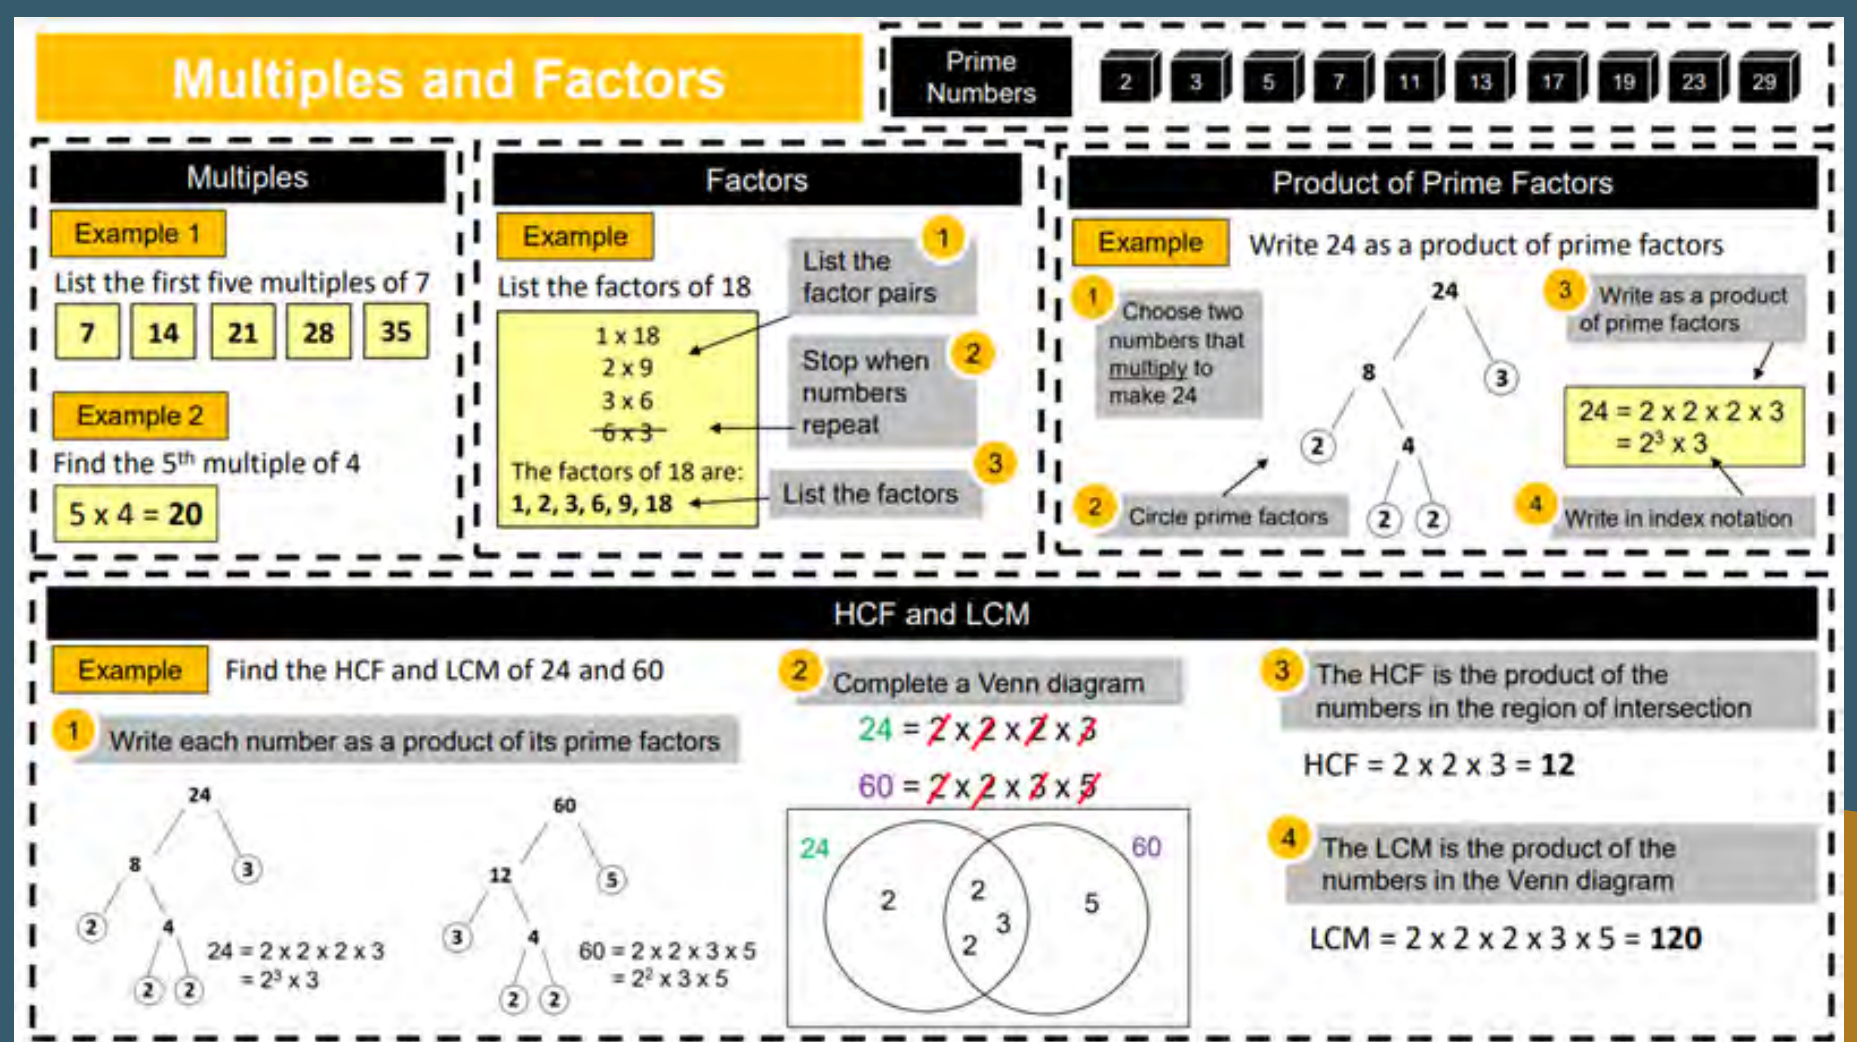 Multiples and Factors
Prime
Numbers
2 3 5 7 11 13 17 19 23 29
Multiples
Example 1
List the first five multiples of 7
7 14 21 28 35
Example 2
Find the 5th multiple of 4
5 x 4 = 20
Factors
Example
List the factors of 18
1 x 18
2 x 9
3 x 6
6 x 3
The factors of 18 are:
1, 2, 3, 6, 9, 18
1
List the
factor pairs
2
Stop when
numbers
repeat
3
List the factors
Product of Prime Factors
Example
Write 24 as a product of prime factors
1
Choose two
numbers that
multiply to
make 24
2
Circle prime factors
24
8 3
2 4
2 2
3
Write as a product
of prime factors
24 = 2 x 2 x 2 x 3
= 2³ x 3
4
Write in index notation
HCF and LCM
Example
Find the HCF and LCM of 24 and 60
1
Write each number as a product of its prime factors
24
8 3
2 4
2 2
24 = 2 x 2 x 2 x 3
= 2³ x 3
60
12 5
3 4
2 2
60 = 2 x 2 x 3 x 5
= 2² x 3 x 5
2
Complete a Venn diagram
24 = 2 x 2 x 2 x 3
60 = 2 x 2 x 3 x 5
24 60
2 2 3 2 5
3
The HCF is the product of the
numbers in the region of intersection
HCF = 2 x 2 x 3 = 12
4
The LCM is the product of the
numbers in the Venn diagram
LCM = 2 x 2 x 2 x 3 x 5 = 120